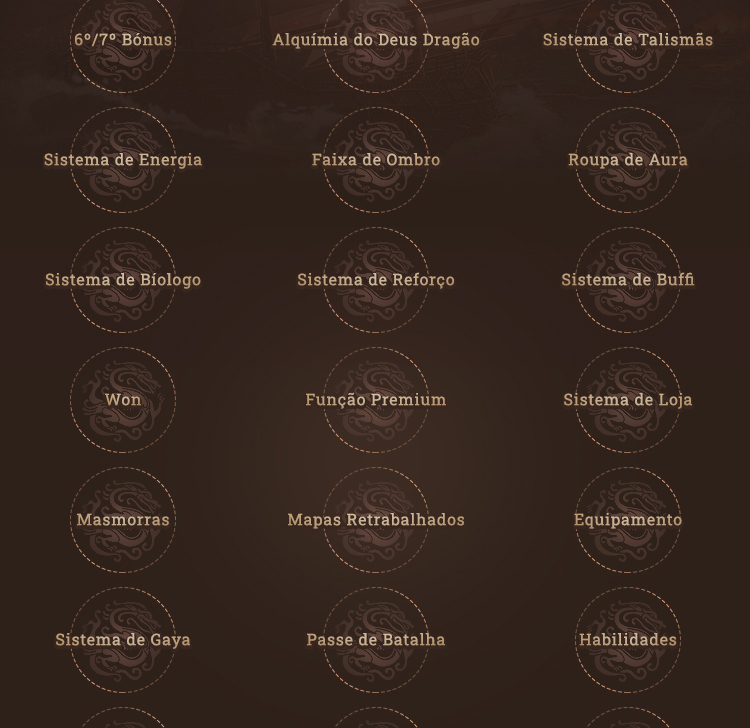 6º/7º Bónus
Alquímia do Deus Dragão
Sistema de Talismãs
Sistema de Energia
Faixa de Ombro
Roupa de Aura
Sistema de Bíologo
Sistema de Reforço
Sistema de Buffi
Won
Função Premium
Sistema de Loja
Masmorras
Mapas Retrabalhados
Equipamento
Sistema de Gaya
Passe de Batalha
Habilidades